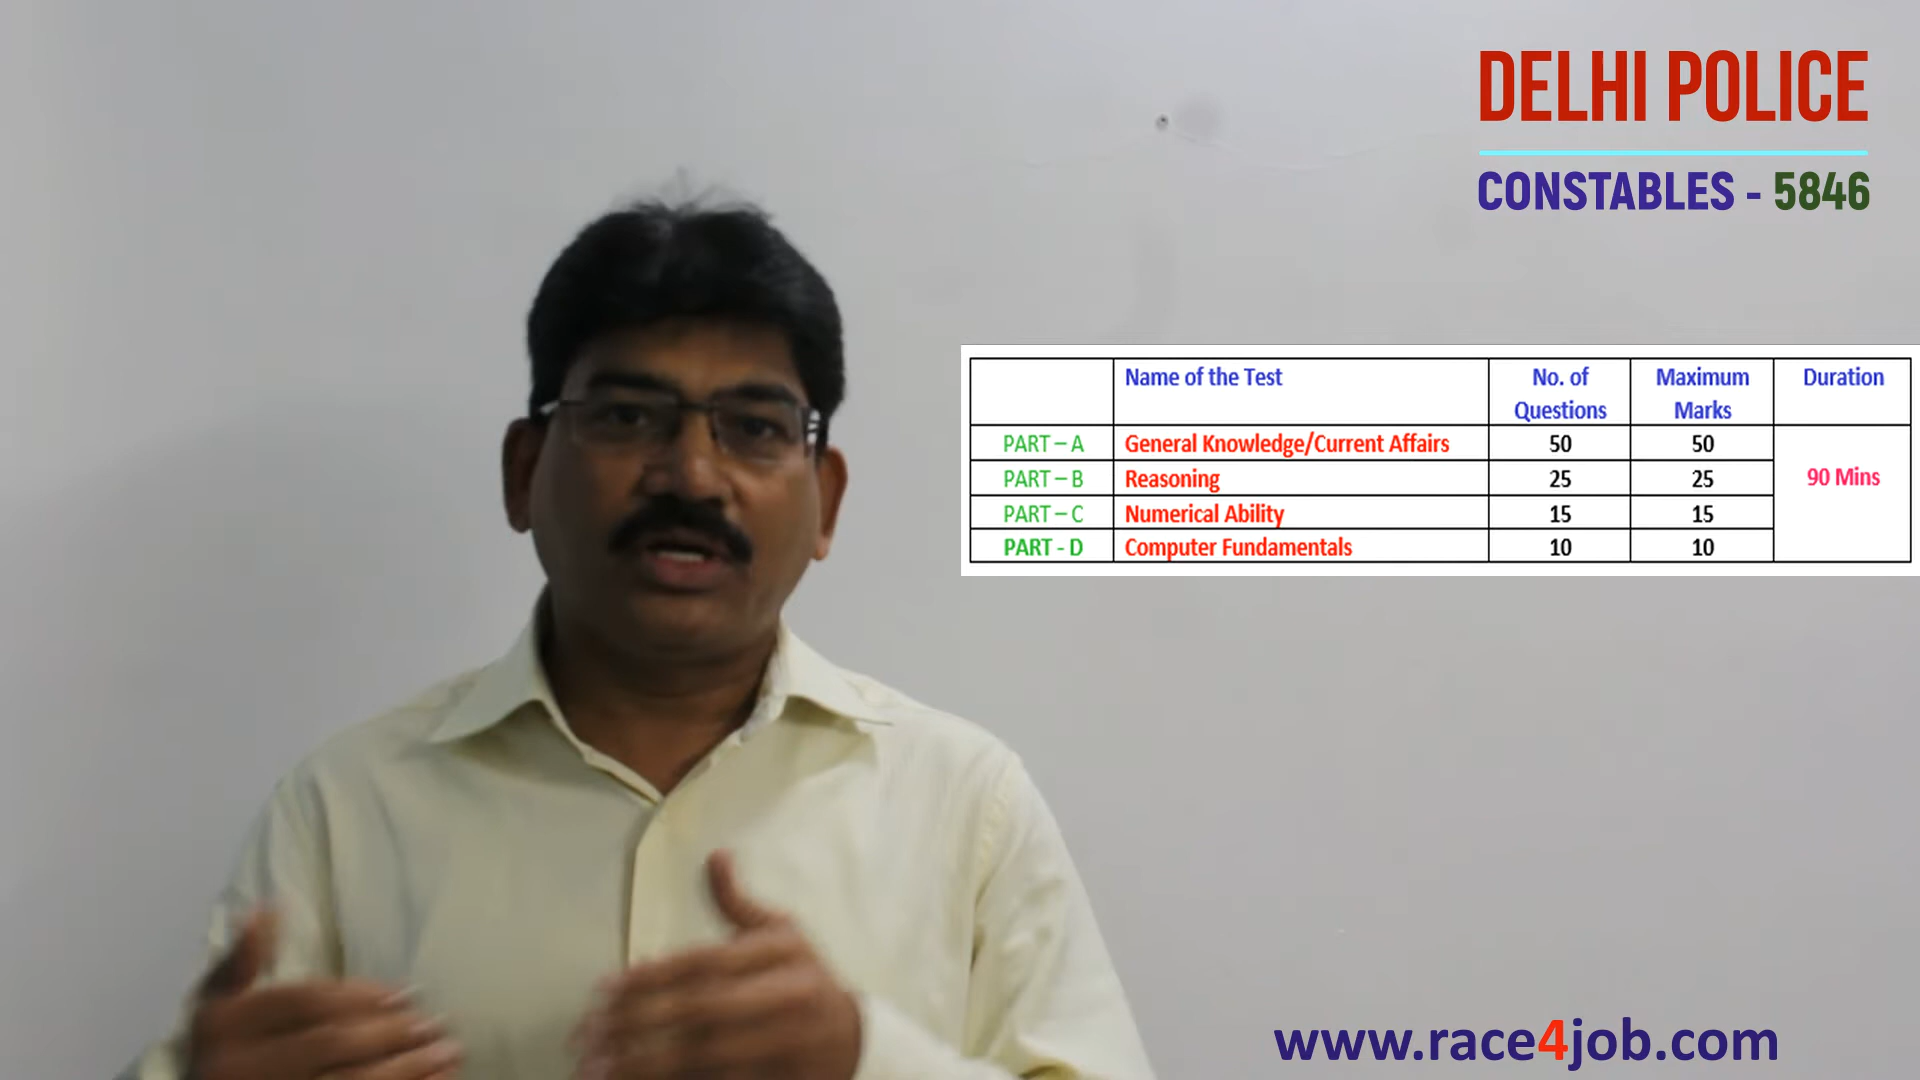 DELHI POLICE
CONSTABLES - 5846
Name of the Test No. of Questions Maximum Marks Duration
PART – A General Knowledge/Current Affairs 50 50 90 Mins
PART – B Reasoning 25 25
PART – C Numerical Ability 15 15
PART - D Computer Fundamentals 10 10
www.race4job.com